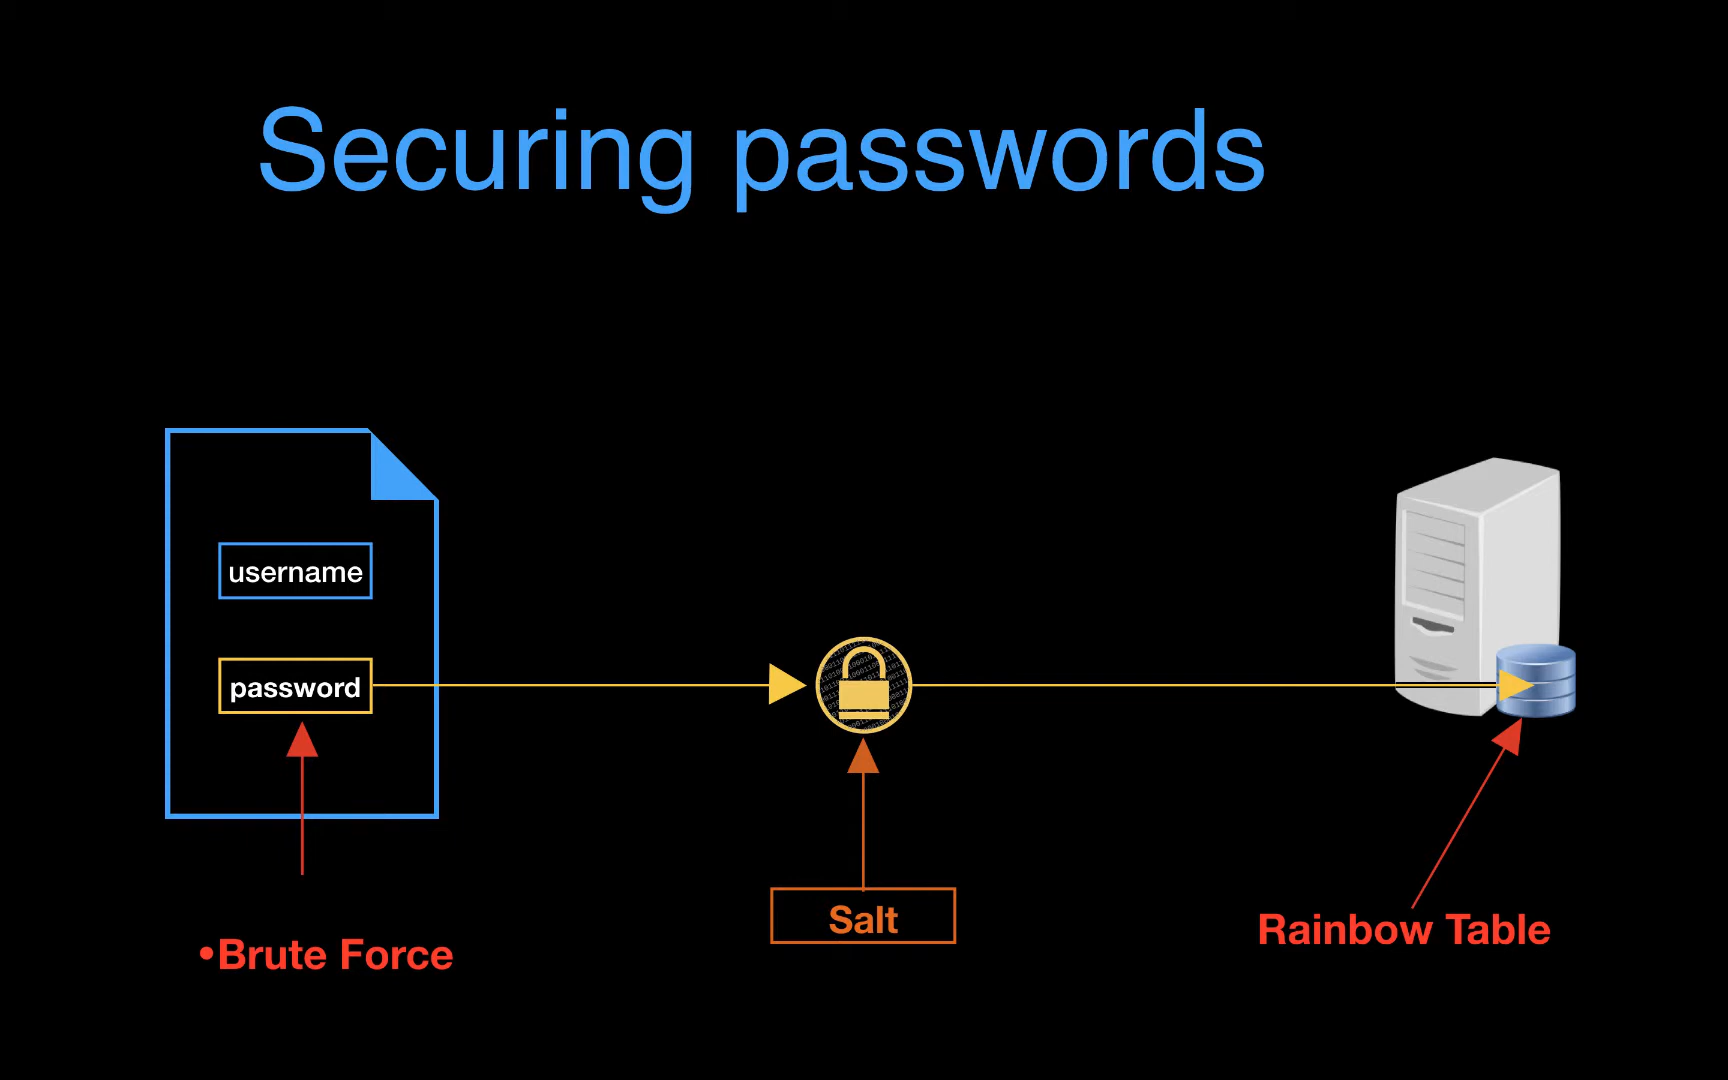 Securing passwords
username
password
Salt
•Brute Force
Rainbow Table